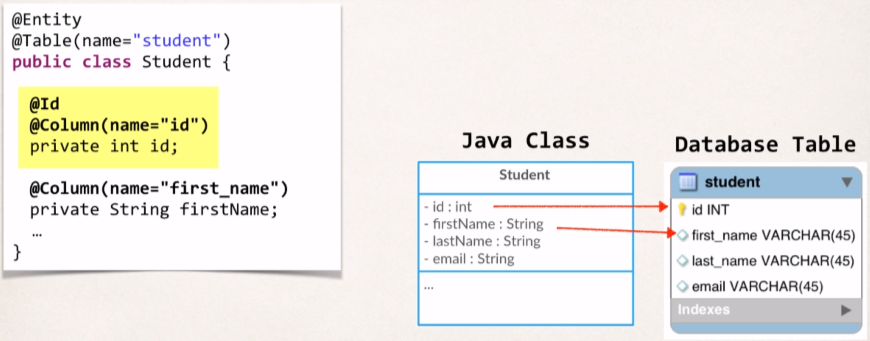 @Entity
@Table(name="student")
public class Student {
@Id
@Column(name="id")
private int id;
@Column(name="first_name")
private String firstName;
…
}
Java Class
Student
- id : int
- firstName : String
- lastName : String
- email : String
...
Database Table
student
id INT
first_name VARCHAR(45)
last_name VARCHAR(45)
email VARCHAR(45)
Indexes